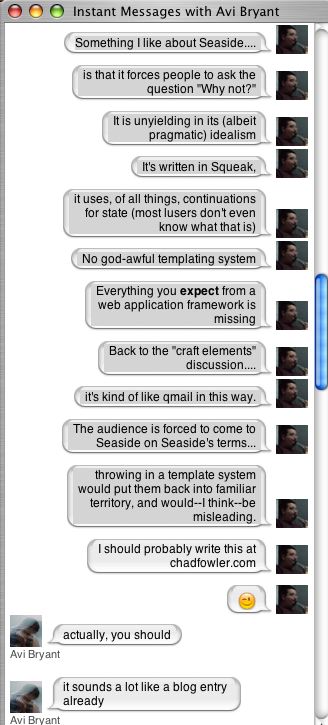 Instant Messages with Avi Bryant
Something I like about Seaside....
is that it forces people to ask the
question "Why not?"
It is unyielding in its (albeit
pragmatic) idealism
It's written in Squeak,
it uses, of all things, continuations
for state (most lusers don't even
know what that is)
No god-awful templating system
Everything you expect from a
web application framework is
missing
Back to the "craft elements"
discussion....
it's kind of like qmail in this way.
The audience is forced to come to
Seaside on Seaside's terms...
throwing in a template system
would put them back into familiar
territory, and would--I think--be
misleading.
I should probably write this at
chadfowler.com
actually, you should
Avi Bryant
it sounds a lot like a blog entry
already
Avi Bryant